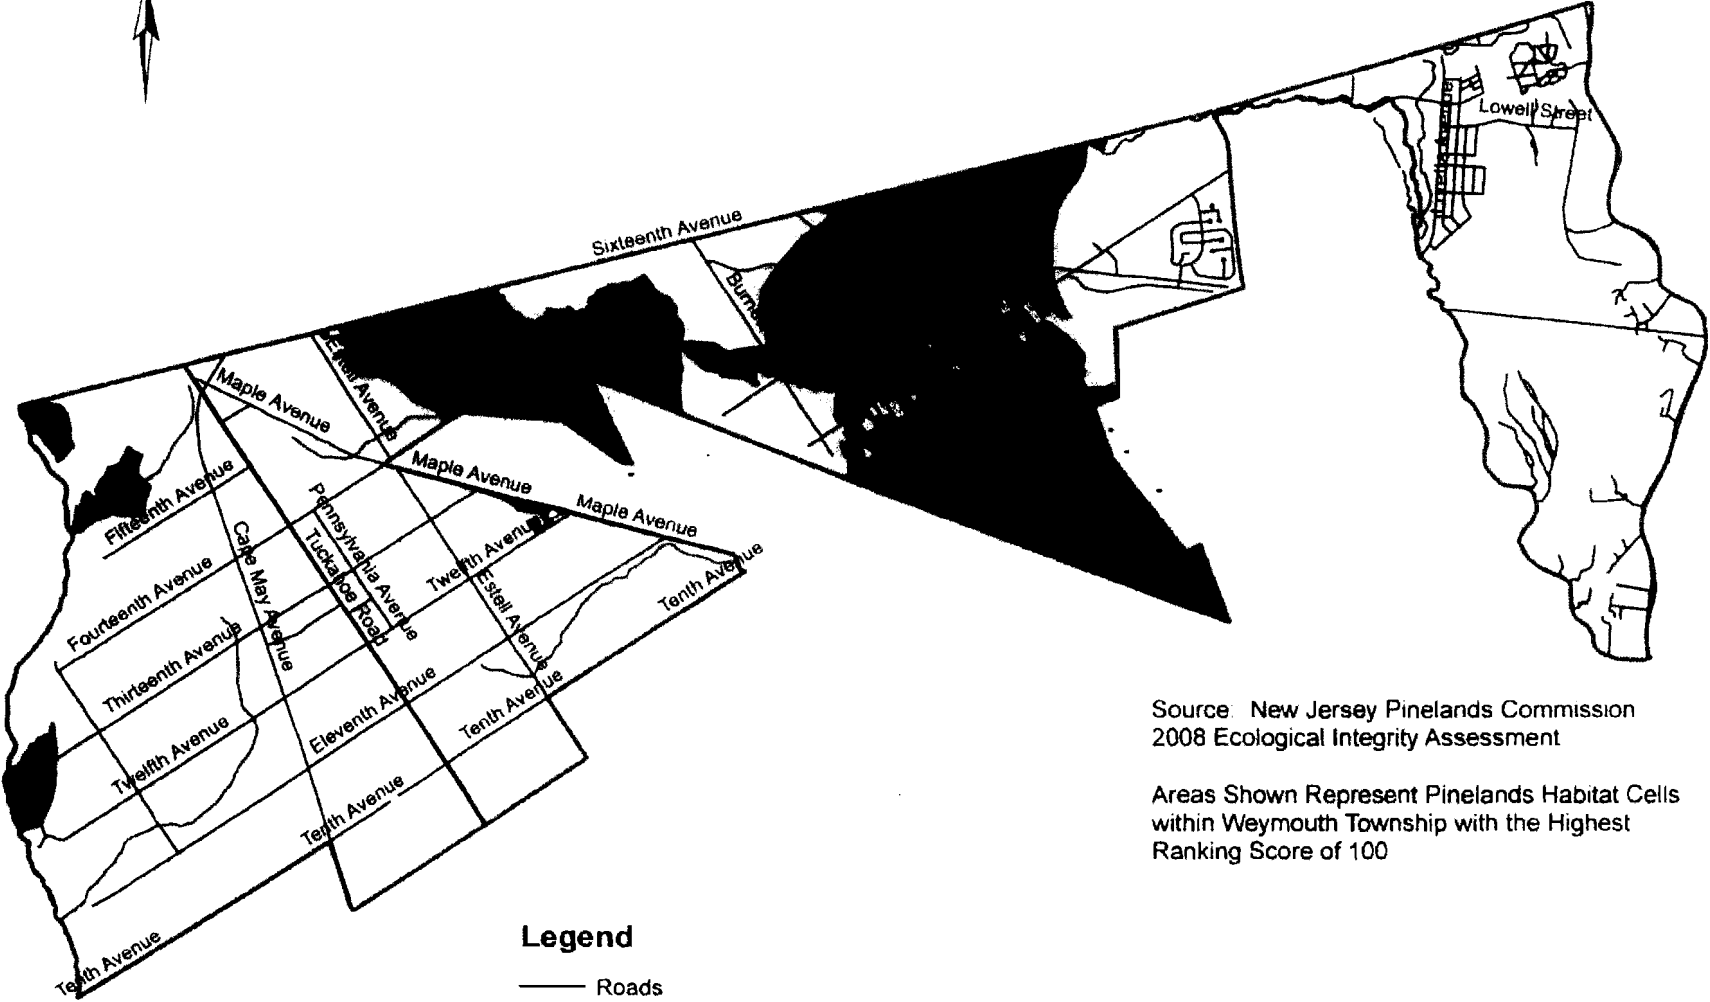 Lowell Street
Sixteenth Avenue
Maple Avenue
Avenue
Maple Avenue
Maple Avenue
Fifteenth Avenue
Pennsylvania Avenue
Tuckahoe Road
Cape May Avenue
Twelfth Avenue
Estell Avenue
Tenth Avenue
Fourteenth Avenue
Thirteenth Avenue
Eleventh Avenue
Tenth Avenue
Twelfth Avenue
Tenth Avenue
Tenth Avenue
Source: New Jersey Pinelands Commission
2008 Ecological Integrity Assessment
Areas Shown Represent Pinelands Habitat Cells
within Weymouth Township with the Highest
Ranking Score of 100
Legend
Roads